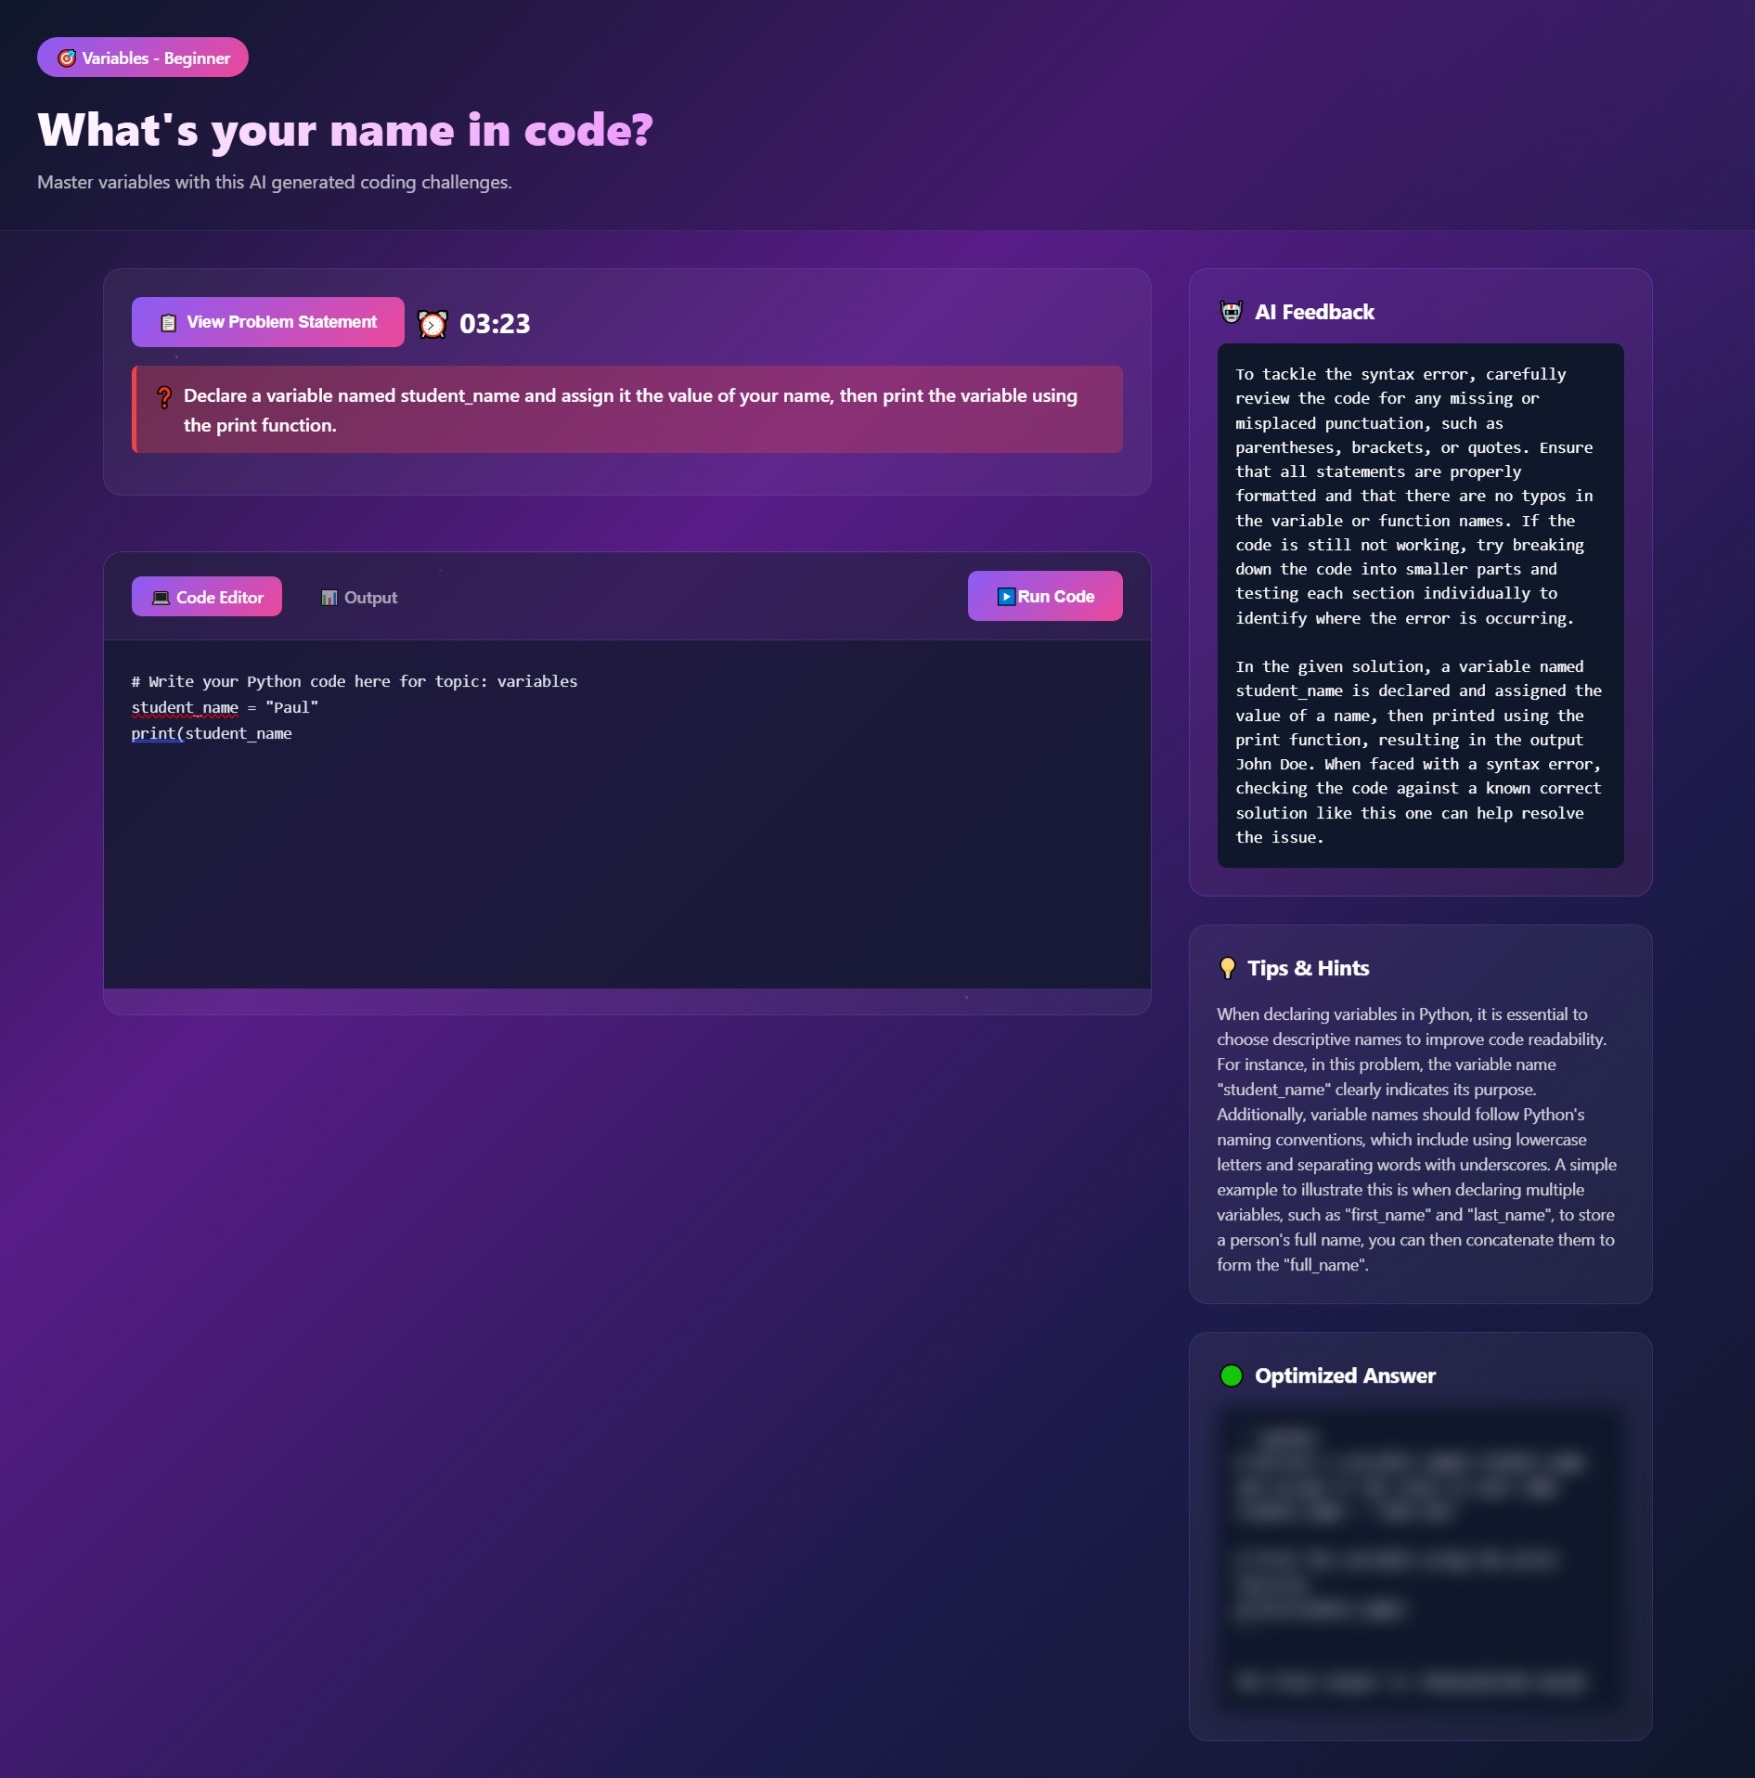 Variables - Beginner
What's your name in code?
Master variables with this AI generated coding challenges.
View Problem Statement
03:23
Declare a variable named student_name and assign it the value of your name, then print the variable using
the print function.
Code Editor
Output
Run Code
# Write your Python code here for topic: variables
student_name = "Paul"
print(student_name
AI Feedback
To tackle the syntax error, carefully
review the code for any missing or
misplaced punctuation, such as
parentheses, brackets, or quotes. Ensure
that all statements are properly
formatted and that there are no typos in
the variable or function names. If the
code is still not working, try breaking
down the code into smaller parts and
testing each section individually to
identify where the error is occurring.
In the given solution, a variable named
student_name is declared and assigned the
value of a name, then printed using the
print function, resulting in the output
John Doe. When faced with a syntax error,
checking the code against a known correct
solution like this one can help resolve
the issue.
Tips & Hints
When declaring variables in Python, it is essential to
choose descriptive names to improve code readability.
For instance, in this problem, the variable name
"student_name" clearly indicates its purpose.
Additionally, variable names should follow Python's
naming conventions, which include using lowercase
letters and separating words with underscores. A simple
example to illustrate this is when declaring multiple
variables, such as "first_name" and "last_name", to store
a person's full name, you can then concatenate them to
form the "full_name".
Optimized Answer